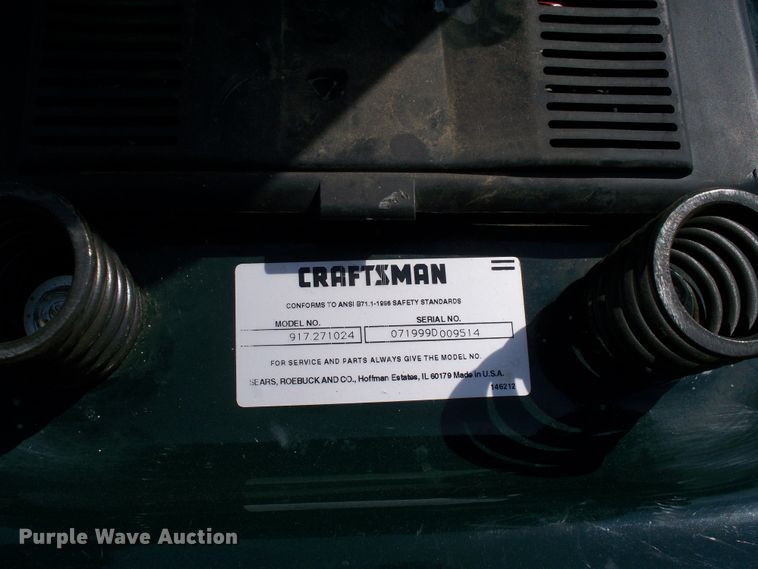 CRAFTSMAN
CONFORMS TO ANSI B71.1-1996 SAFETY STANDARDS
MODEL NO. SERIAL NO.
917.271024 071999D 009514
FOR SERVICE AND PARTS ALWAYS GIVE THE MODEL NO.
SEARS, ROEBUCK AND CO., Hoffman Estates, IL 60179 Made In U.S.A.
146212
Purple Wave Auction